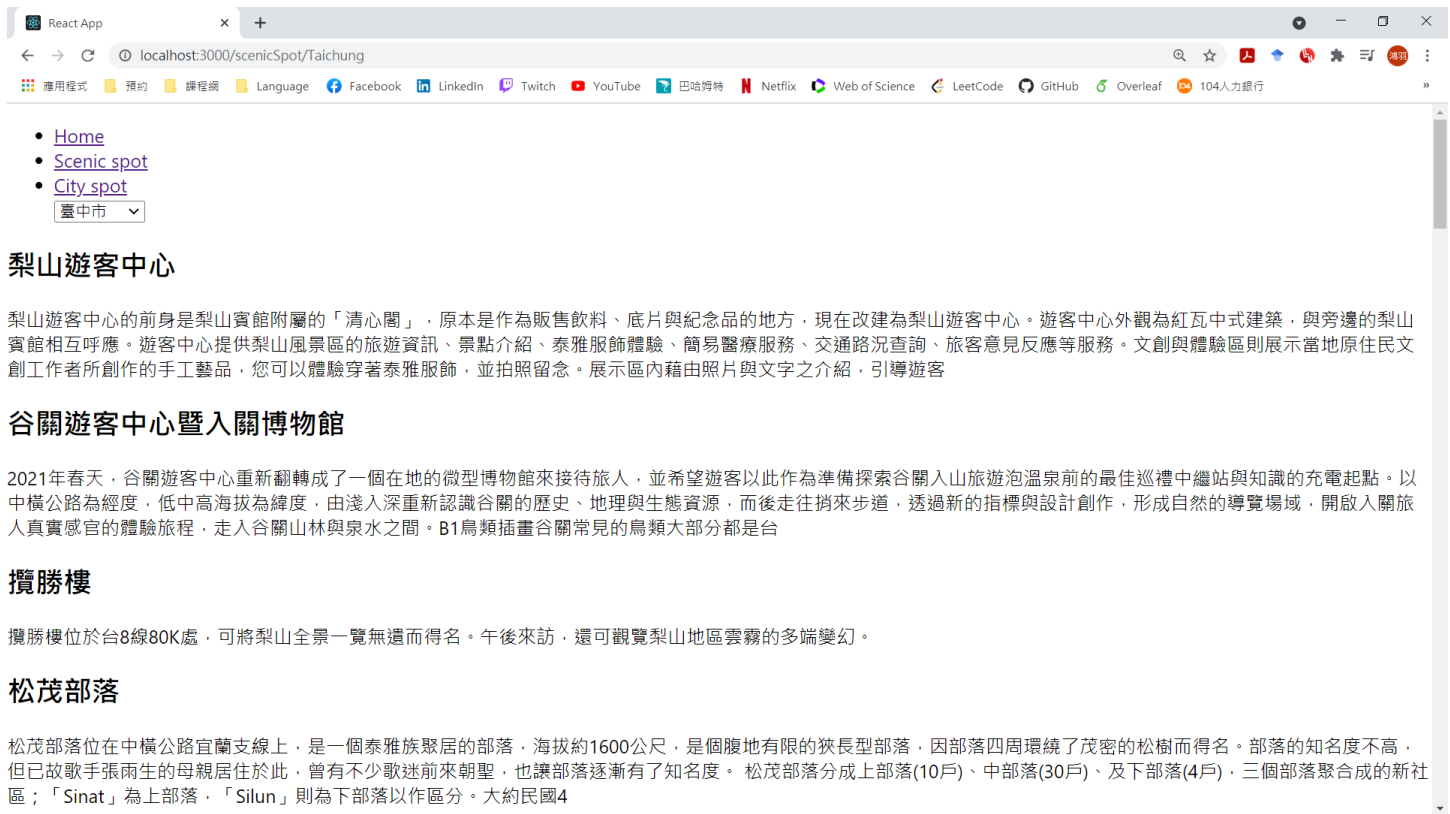 React App
localhost:3000/scenicSpot/Taichung
鴻羽
應用程式 預約 課程網 Language Facebook LinkedIn Twitch YouTube 巴哈姆特 Netflix Web of Science LeetCode GitHub Overleaf 104人力銀行 »
Home
Scenic spot
City spot
臺中市
梨山遊客中心
梨山遊客中心的前身是梨山賓館附屬的「清心閣」，原本是作為販售飲料、底片與紀念品的地方，現在改建為梨山遊客中心。遊客中心外觀為紅瓦中式建築，與旁邊的梨山
賓館相互呼應。遊客中心提供梨山風景區的旅遊資訊、景點介紹、泰雅服飾體驗、簡易醫療服務、交通路況查詢、旅客意見反應等服務。文創與體驗區則展示當地原住民文
創工作者所創作的手工藝品，您可以體驗穿著泰雅服飾，並拍照留念。展示區內藉由照片與文字之介紹，引導遊客
谷關遊客中心暨入關博物館
2021年春天，谷關遊客中心重新翻轉成了一個在地的微型博物館來接待旅人，並希望遊客以此作為準備探索谷關入山旅遊泡溫泉前的最佳巡禮中繼站與知識的充電起點。以
中橫公路為經度，低中高海拔為緯度，由淺入深重新認識谷關的歷史、地理與生態資源，而後走往捎來步道，透過新的指標與設計創作，形成自然的導覽場域，開啟入關旅
人真實感官的體驗旅程，走入谷關山林與泉水之間。B1鳥類插畫谷關常見的鳥類大部分都是台
攬勝樓
攬勝樓位於台8線80K處，可將梨山全景一覽無遺而得名。午後來訪，還可觀覽梨山地區雲霧的多端變幻。
松茂部落
松茂部落位在中橫公路宜蘭支線上，是一個泰雅族聚居的部落，海拔約1600公尺，是個腹地有限的狹長型部落，因部落四周環繞了茂密的松樹而得名。部落的知名度不高，
但已故歌手張雨生的母親居住於此，曾有不少歌迷前來朝聖，也讓部落逐漸有了知名度。 松茂部落分成上部落(10戶)、中部落(30戶)、及下部落(4戶)，三個部落聚合成的新社
區；「Sinat」為上部落，「Silun」則為下部落以作區分。大約民國4